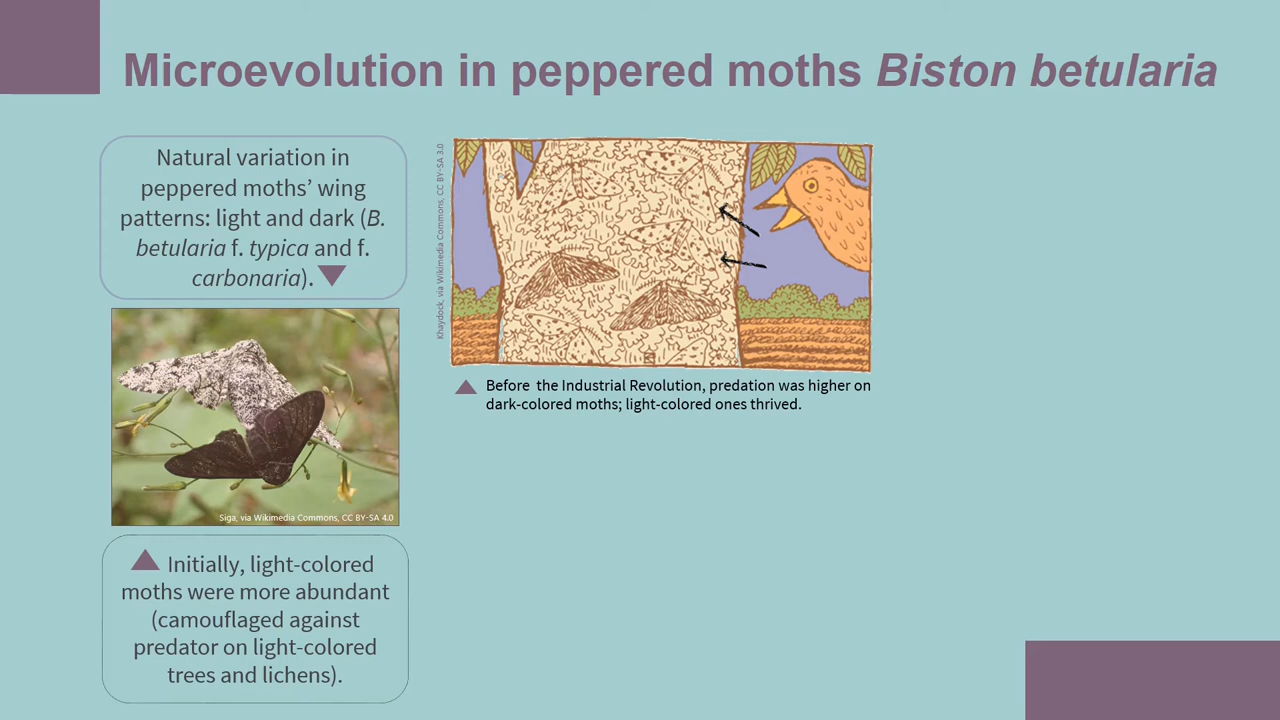 Microevolution in peppered moths Biston betularia
Natural variation in
peppered moths’ wing
patterns: light and dark (B.
betularia f. typica and f.
carbonaria).
Siga, via Wikimedia Commons, CC BY-SA 4.0
Initially, light-colored
moths were more abundant
(camouflaged against
predator on light-colored
trees and lichens).
Khaydock, via Wikimedia Commons, CC BY-SA 3.0
Before the Industrial Revolution, predation was higher on
dark-colored moths; light-colored ones thrived.